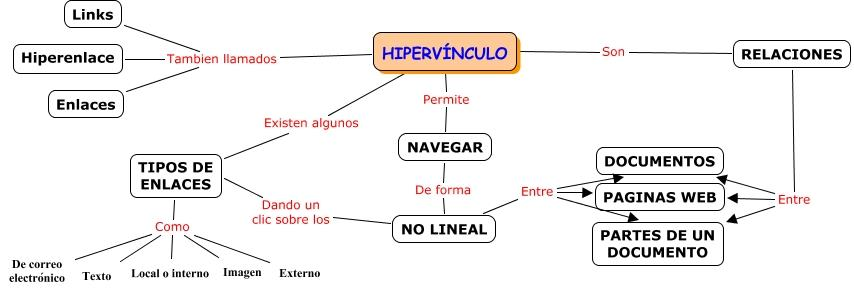 Links
Hiperenlace
Enlaces
Tambien llamados
HIPERVÍNCULO
Son
RELACIONES
Existen algunos
Permite
NAVEGAR
TIPOS DE
ENLACES
De forma
Dando un
clic sobre los
NO LINEAL
Entre
DOCUMENTOS
PAGINAS WEB
PARTES DE UN
DOCUMENTO
Entre
Como
De correo
electrónico
Texto
Local o interno
Imagen
Externo